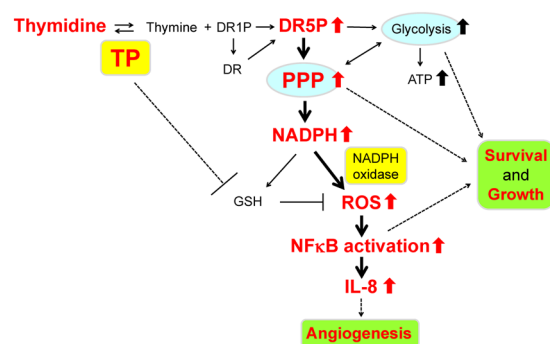 Thymidine ⇌ Thymine + DR1P → DR5P ↑ → Glycolysis ↑
TP
DR
ATP ↑
PPP ↑
NADPH ↑
NADPH
oxidase
Survival
and
Growth
GSH
ROS ↑
NFκB activation ↑
IL-8 ↑
Angiogenesis